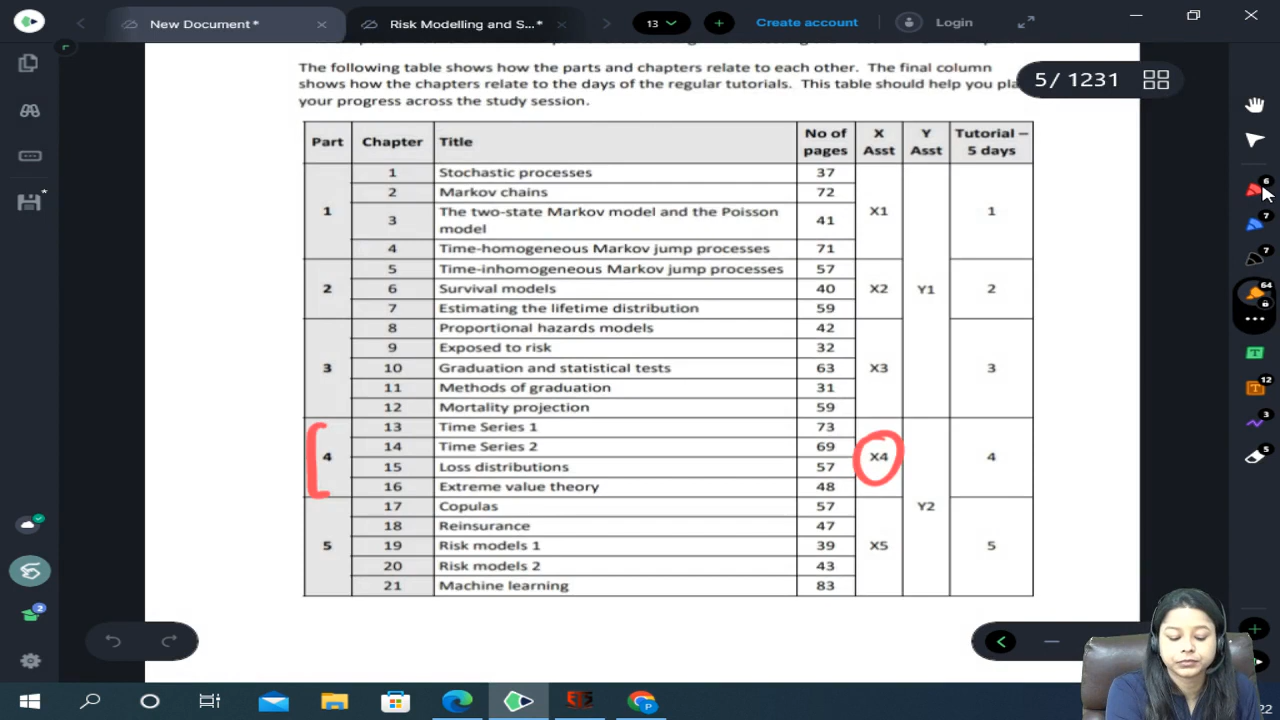 New Document *
Risk Modelling and S...*
13
Create account
Login
The following table shows how the parts and chapters relate to each other. The final column
shows how the chapters relate to the days of the regular tutorials. This table should help you pla
your progress across the study session.
5 / 1231
Part Chapter Title No of pages X Asst Y Asst Tutorial – 5 days
1 Stochastic processes 37
2 Markov chains 72
1 3 The two-state Markov model and the Poisson model 41 X1 1
4 Time-homogeneous Markov jump processes 71
5 Time-inhomogeneous Markov jump processes 57
2 6 Survival models 40 X2 Y1 2
7 Estimating the lifetime distribution 59
8 Proportional hazards models 42
9 Exposed to risk 32
3 10 Graduation and statistical tests 63 X3 3
11 Methods of graduation 31
12 Mortality projection 59
13 Time Series 1 73
14 Time Series 2 69
4 15 Loss distributions 57 X4 4
16 Extreme value theory 48
17 Copulas 57 Y2
18 Reinsurance 47
5 19 Risk models 1 39 X5 5
20 Risk models 2 43
21 Machine learning 83
6
7
7
64
12
3
5
2
22